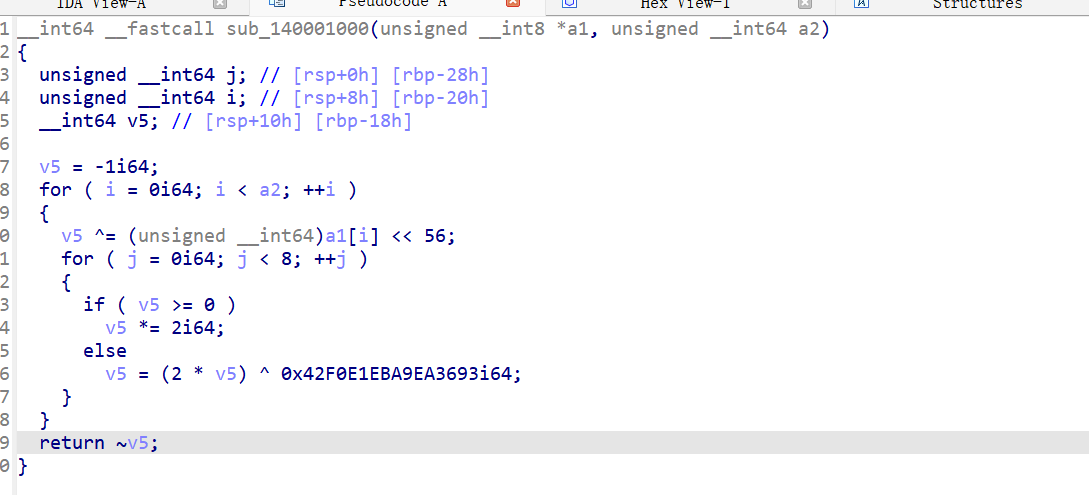 IDA View-A Pseudocode A Hex View-1 Structures
1 __int64 __fastcall sub_140001000(unsigned __int8 *a1, unsigned __int64 a2)
2 {
3 unsigned __int64 j; // [rsp+0h] [rbp-28h]
4 unsigned __int64 i; // [rsp+8h] [rbp-20h]
5 __int64 v5; // [rsp+10h] [rbp-18h]
6
7 v5 = -1i64;
8 for ( i = 0i64; i < a2; ++i )
9 {
0 v5 ^= (unsigned __int64)a1[i] << 56;
1 for ( j = 0i64; j < 8; ++j )
2 {
3 if ( v5 >= 0 )
4 v5 *= 2i64;
5 else
6 v5 = (2 * v5) ^ 0x42F0E1EBA9EA3693i64;
7 }
8 }
9 return ~v5;
0 }